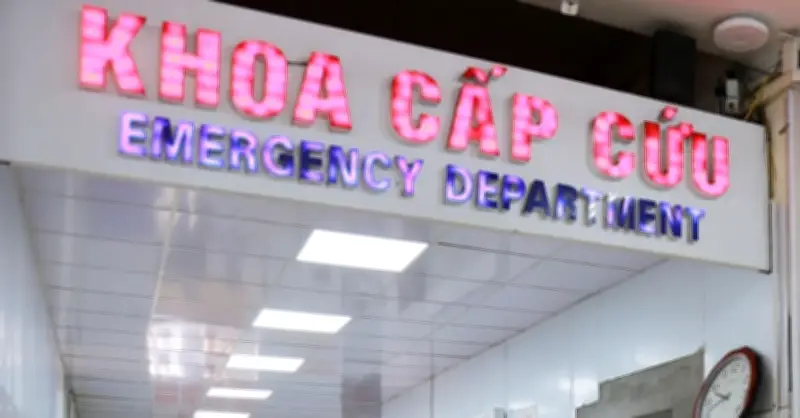 KHOA CẤP CỨU
EMERGENCY DEPARTMENT